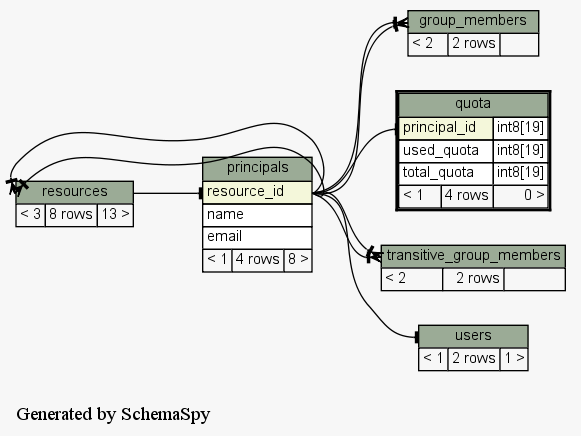 group_members
< 2 2 rows
quota
principal_id int8[19]
used_quota int8[19]
total_quota int8[19]
< 1 4 rows 0 >
principals
resource_id
name
email
< 1 4 rows 8 >
resources
< 3 8 rows 13 >
transitive_group_members
< 2 2 rows
users
< 1 2 rows 1 >
Generated by SchemaSpy